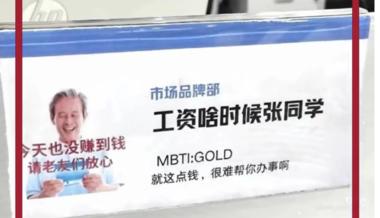 hp
市场品牌部
工资啥时候张同学
今天也没赚到钱
请老友们放心
MBTI:GOLD
就这点钱，很难帮你办事啊